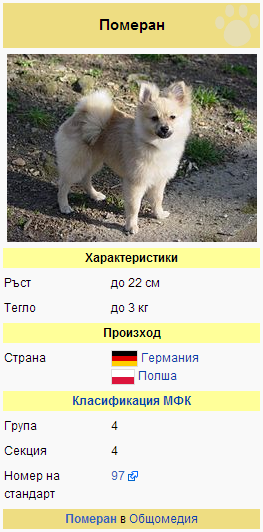 Померан
Характеристики
Ръст до 22 см
Тегло до 3 кг
Произход
Страна Германия
Полша
Класификация МФК
Група 4
Секция 4
Номер на 97
стандарт
Померан в Общомедия